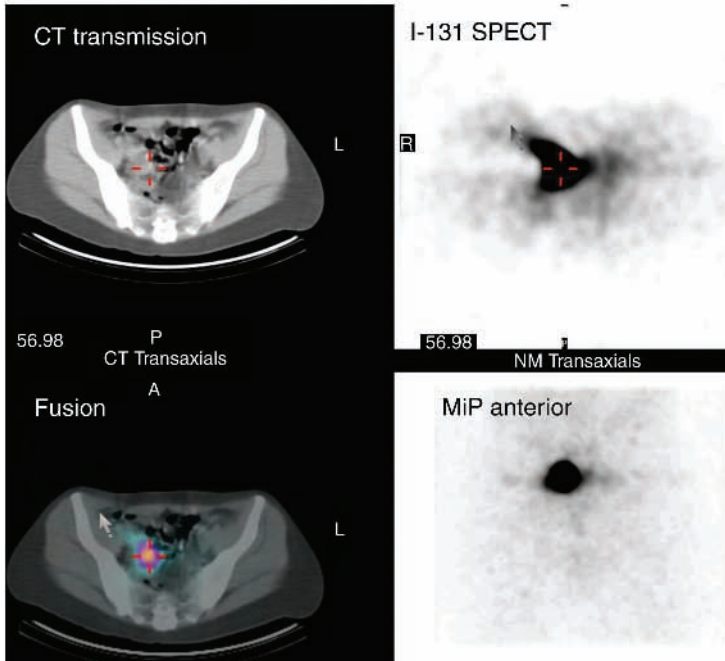 CT transmission
L
56.98
P
CT Transaxials
I-131 SPECT
R
56.98
P
NM Transaxials
A
Fusion
L
MiP anterior